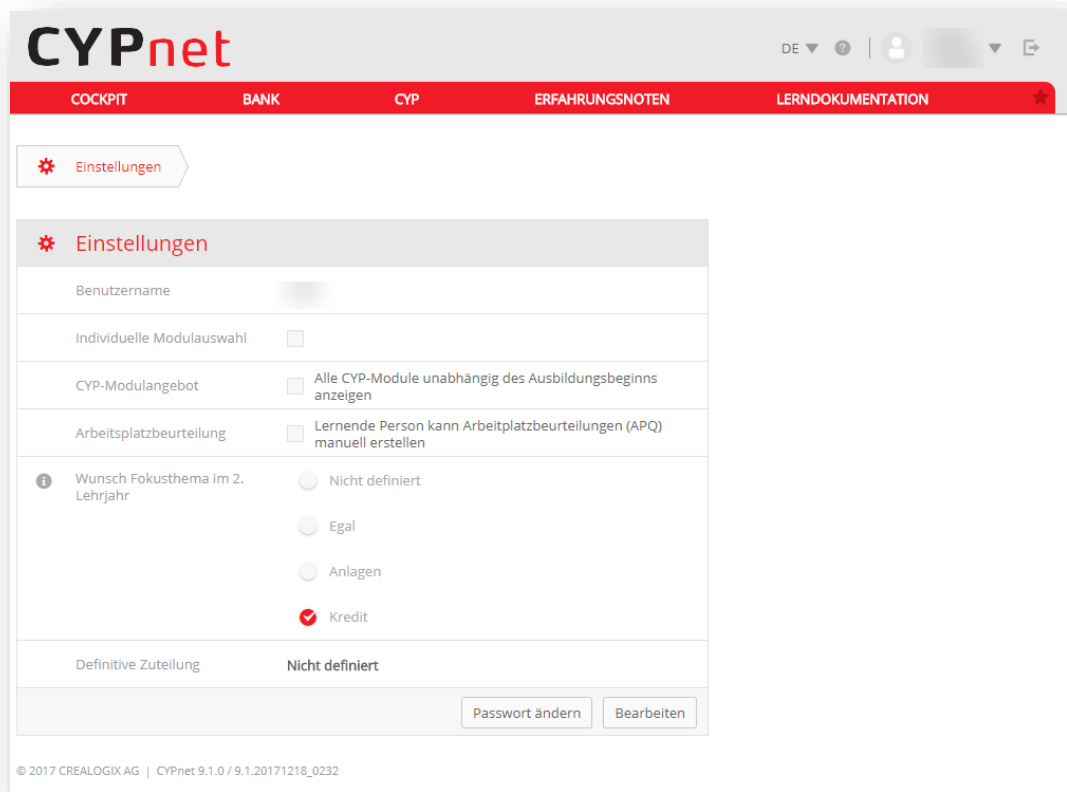 CYPnet
DE
COCKPIT BANK CYP ERFAHRUNGSNOTEN LERNDOKUMENTATION
Einstellungen
Einstellungen
Benutzername
Individuelle Modulauswahl
CYP-Modulangebot
Alle CYP-Module unabhängig des Ausbildungsbeginns
anzeigen
Arbeitsplatzbeurteilung
Lernende Person kann Arbeitplatzbeurteilungen (APQ)
manuell erstellen
Wunsch Fokusthema im 2.
Lehrjahr
Nicht definiert
Egal
Anlagen
Kredit
Definitive Zuteilung Nicht definiert
Passwort ändern Bearbeiten
© 2017 CREALOGIX AG | CYPnet 9.1.0 / 9.1.20171218_0232